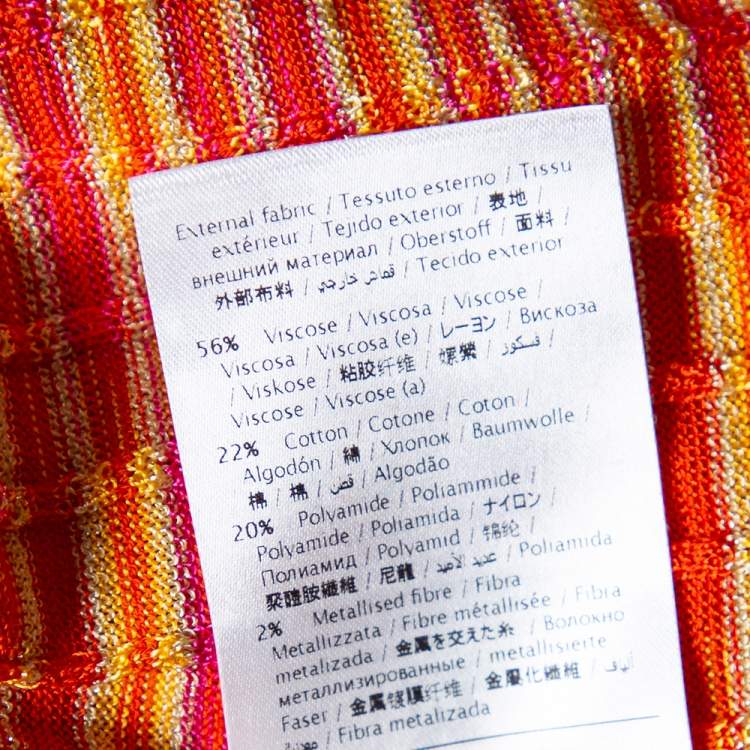 External fabric / Tessuto esterno / Tissu
extérieur / Tejido exterior / 表地 /
внешний материал / Oberstoff / 面料 /
外部布料 / قماش خارجي / Tecido exterior
56% Viscose / Viscosa / Viscose /
Viscosa / Viscosa (e) / レーヨン / Вискоза
/ Viskose / 粘胶纤维 / 嫘縈 / فسكوز /
Viscose / Viscose (a)
22% Cotton / Cotone / Coton /
Algodón / 綿 / Хлопок / Baumwolle /
棉 / 棉 / قطن / Algodão
20% Polyamide / Poliammide /
Polyamide / Poliamida / ナイロン /
Полиамид / Polyamid / 锦纶 /
聚醯胺纖維 / 尼龍 / / Poliamida
2% Metallised fibre / Fibra
Metallizzata / Fibre métallisée / Fibra
metalizada / 金属を交えた糸 / Волокно
металлизированные / metallisierte
Faser / 金属镀膜纤维 / 金屬化纖維 / ألياف
/ Fibra metalizada